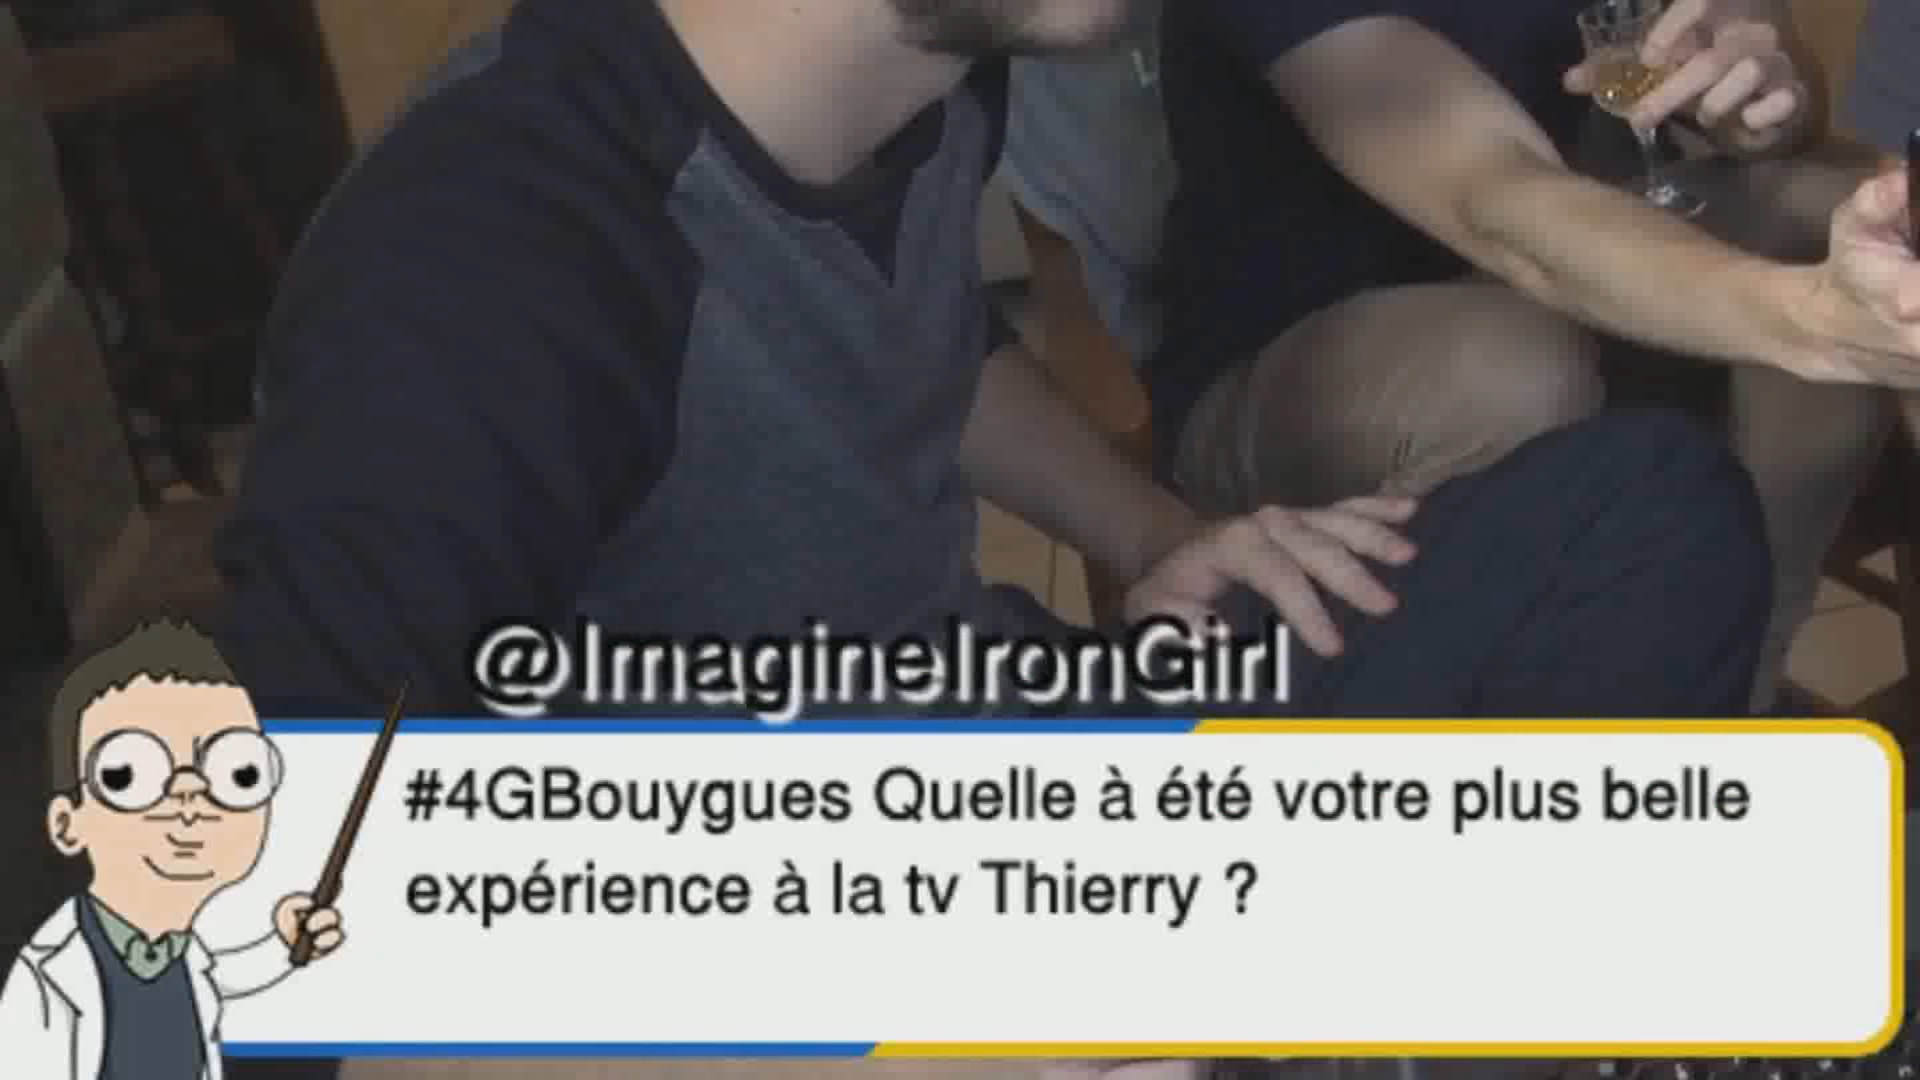 @ImagineIronGirl
#4GBouygues Quelle à été votre plus belle
expérience à la tv Thierry ?